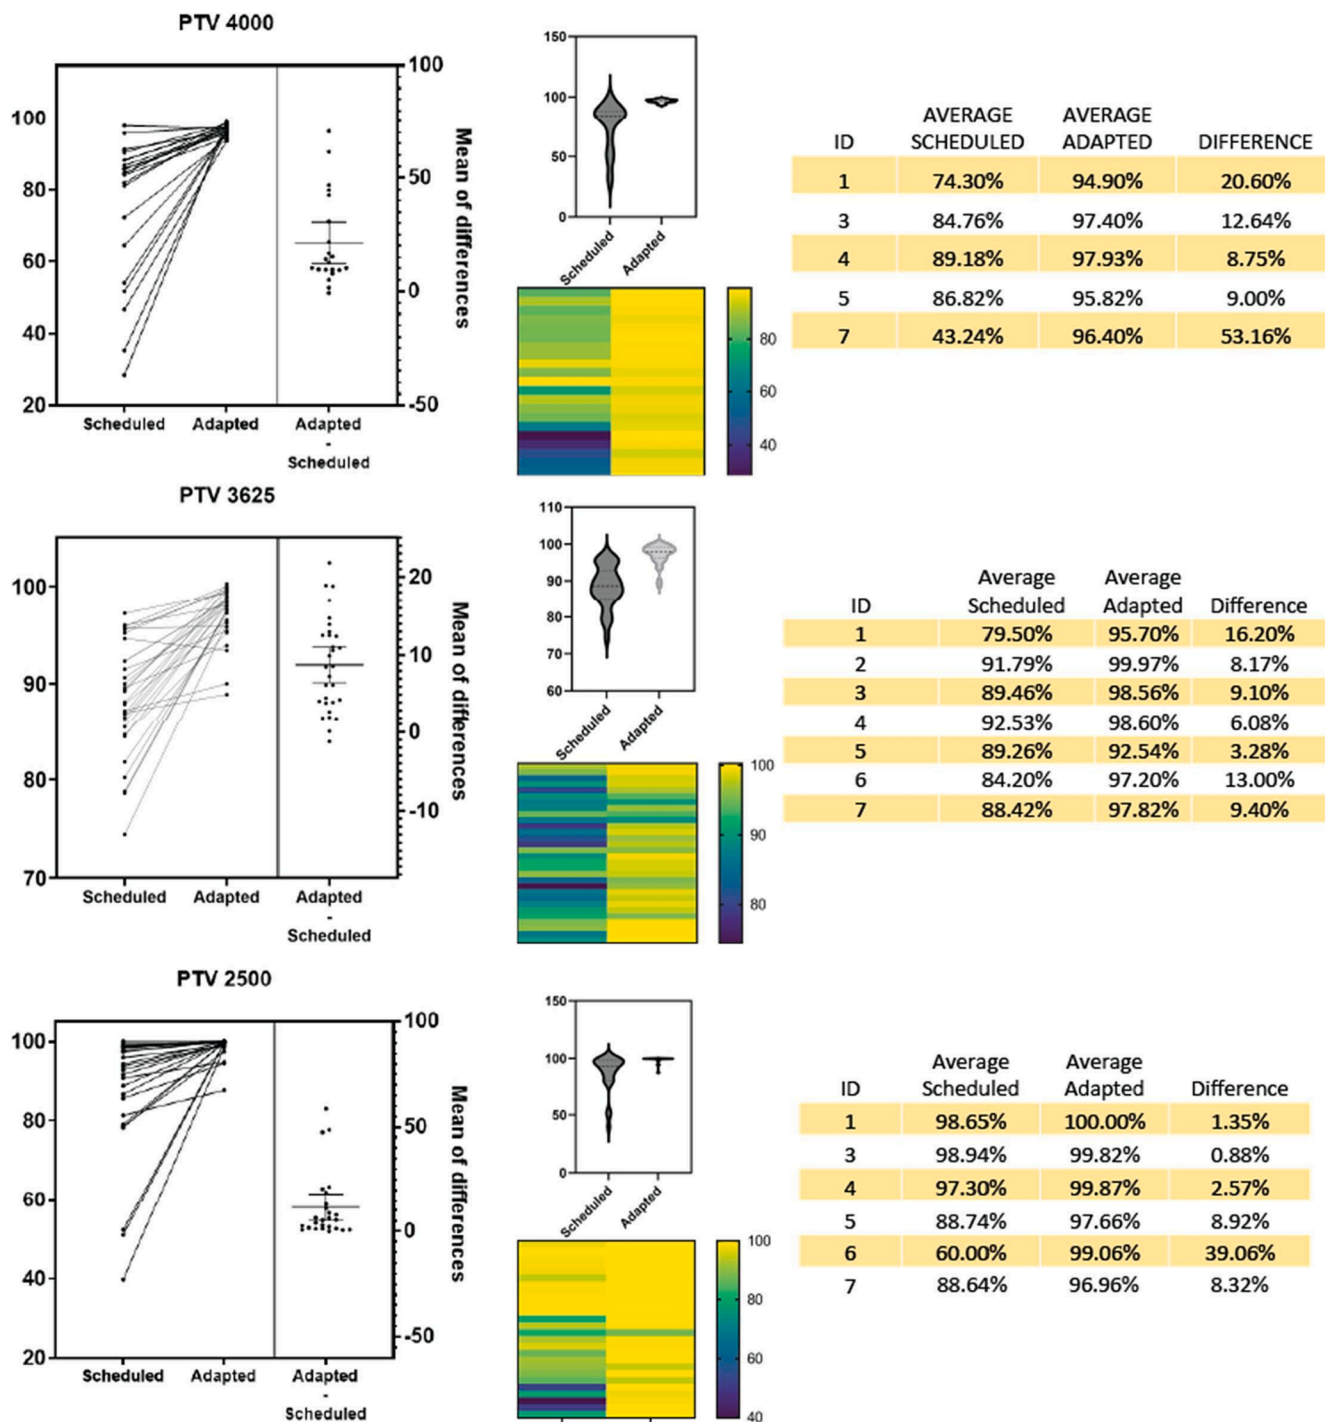 PTV 4000
100
80
60
40
20
100
50
0
-50
Mean of differences
Scheduled
Adapted
Adapted
-
Scheduled
150
100
50
0
Scheduled
Adapted
80
60
40
ID AVERAGE SCHEDULED AVERAGE ADAPTED DIFFERENCE
1 74.30% 94.90% 20.60%
3 84.76% 97.40% 12.64%
4 89.18% 97.93% 8.75%
5 86.82% 95.82% 9.00%
7 43.24% 96.40% 53.16%
PTV 3625
100
90
80
70
20
10
0
-10
Mean of differences
Scheduled
Adapted
Adapted
-
Scheduled
110
100
90
80
70
60
Scheduled
Adapted
100
90
80
ID Average Scheduled Average Adapted Difference
1 79.50% 95.70% 16.20%
2 91.79% 99.97% 8.17%
3 89.46% 98.56% 9.10%
4 92.53% 98.60% 6.08%
5 89.26% 92.54% 3.28%
6 84.20% 97.20% 13.00%
7 88.42% 97.82% 9.40%
PTV 2500
100
80
60
40
20
100
50
0
-50
Mean of differences
Scheduled
Adapted
Adapted
-
Scheduled
150
100
50
0
Scheduled
Adapted
100
80
60
40
ID Average Scheduled Average Adapted Difference
1 98.65% 100.00% 1.35%
3 98.94% 99.82% 0.88%
4 97.30% 99.87% 2.57%
5 88.74% 97.66% 8.92%
6 60.00% 99.06% 39.06%
7 88.64% 96.96% 8.32%